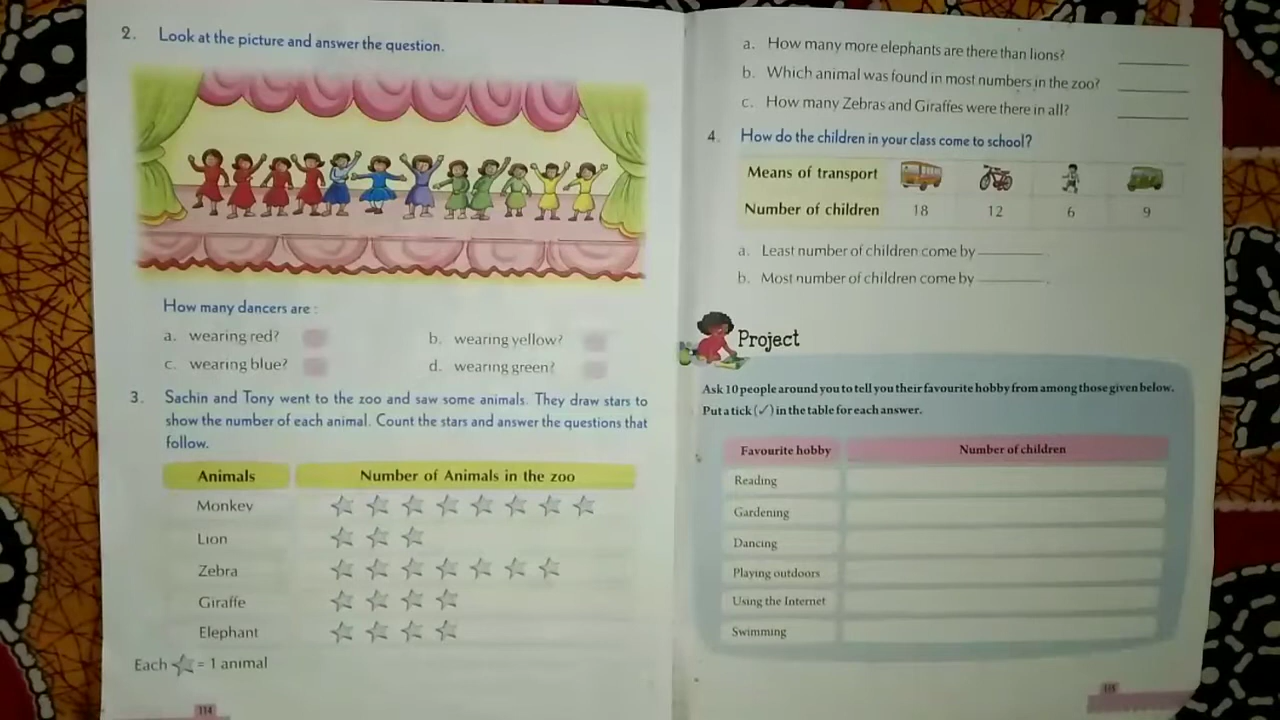 2. Look at the picture and answer the question.
How many dancers are :
a. wearing red?
b. wearing yellow?
c. wearing blue?
d. wearing green?
3. Sachin and Tony went to the zoo and saw some animals. They draw stars to
show the number of each animal. Count the stars and answer the questions that
follow.
Animals Number of Animals in the zoo
Monkey
Lion
Zebra
Giraffe
Elephant
Each = 1 animal
114
a. How many more elephants are there than lions?
b. Which animal was found in most numbers in the zoo?
c. How many Zebras and Giraffes were there in all?
4. How do the children in your class come to school?
Means of transport
Number of children 18 12 6 9
a. Least number of children come by ________ .
b. Most number of children come by ________ .
Project
Ask 10 people around you to tell you their favourite hobby from among those given below.
Put a tick (✓) in the table for each answer.
Favourite hobby Number of children
Reading
Gardening
Dancing
Playing outdoors
Using the Internet
Swimming
115